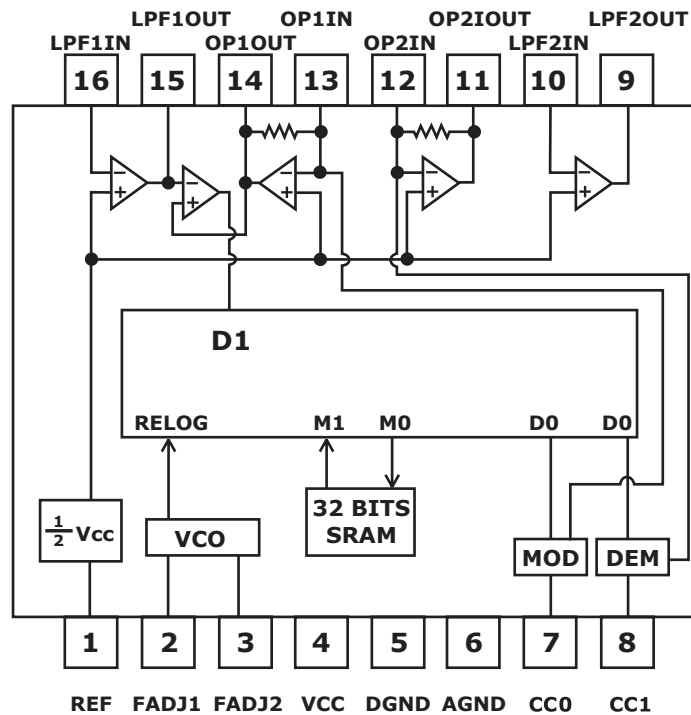 LPF1OUT OP1IN OP2IOUT LPF2OUT
LPF1IN OP1OUT OP2IN LPF2IN
16 15 14 13 12 11 10 9
− − − − − −
+ + + + + +
D1
RELOG M1 M0 D0 D0
1/2 Vcc
VCO
32 BITS
SRAM
MOD DEM
1 2 3 4 5 6 7 8
REF FADJ1 FADJ2 VCC DGND AGND CC0 CC1